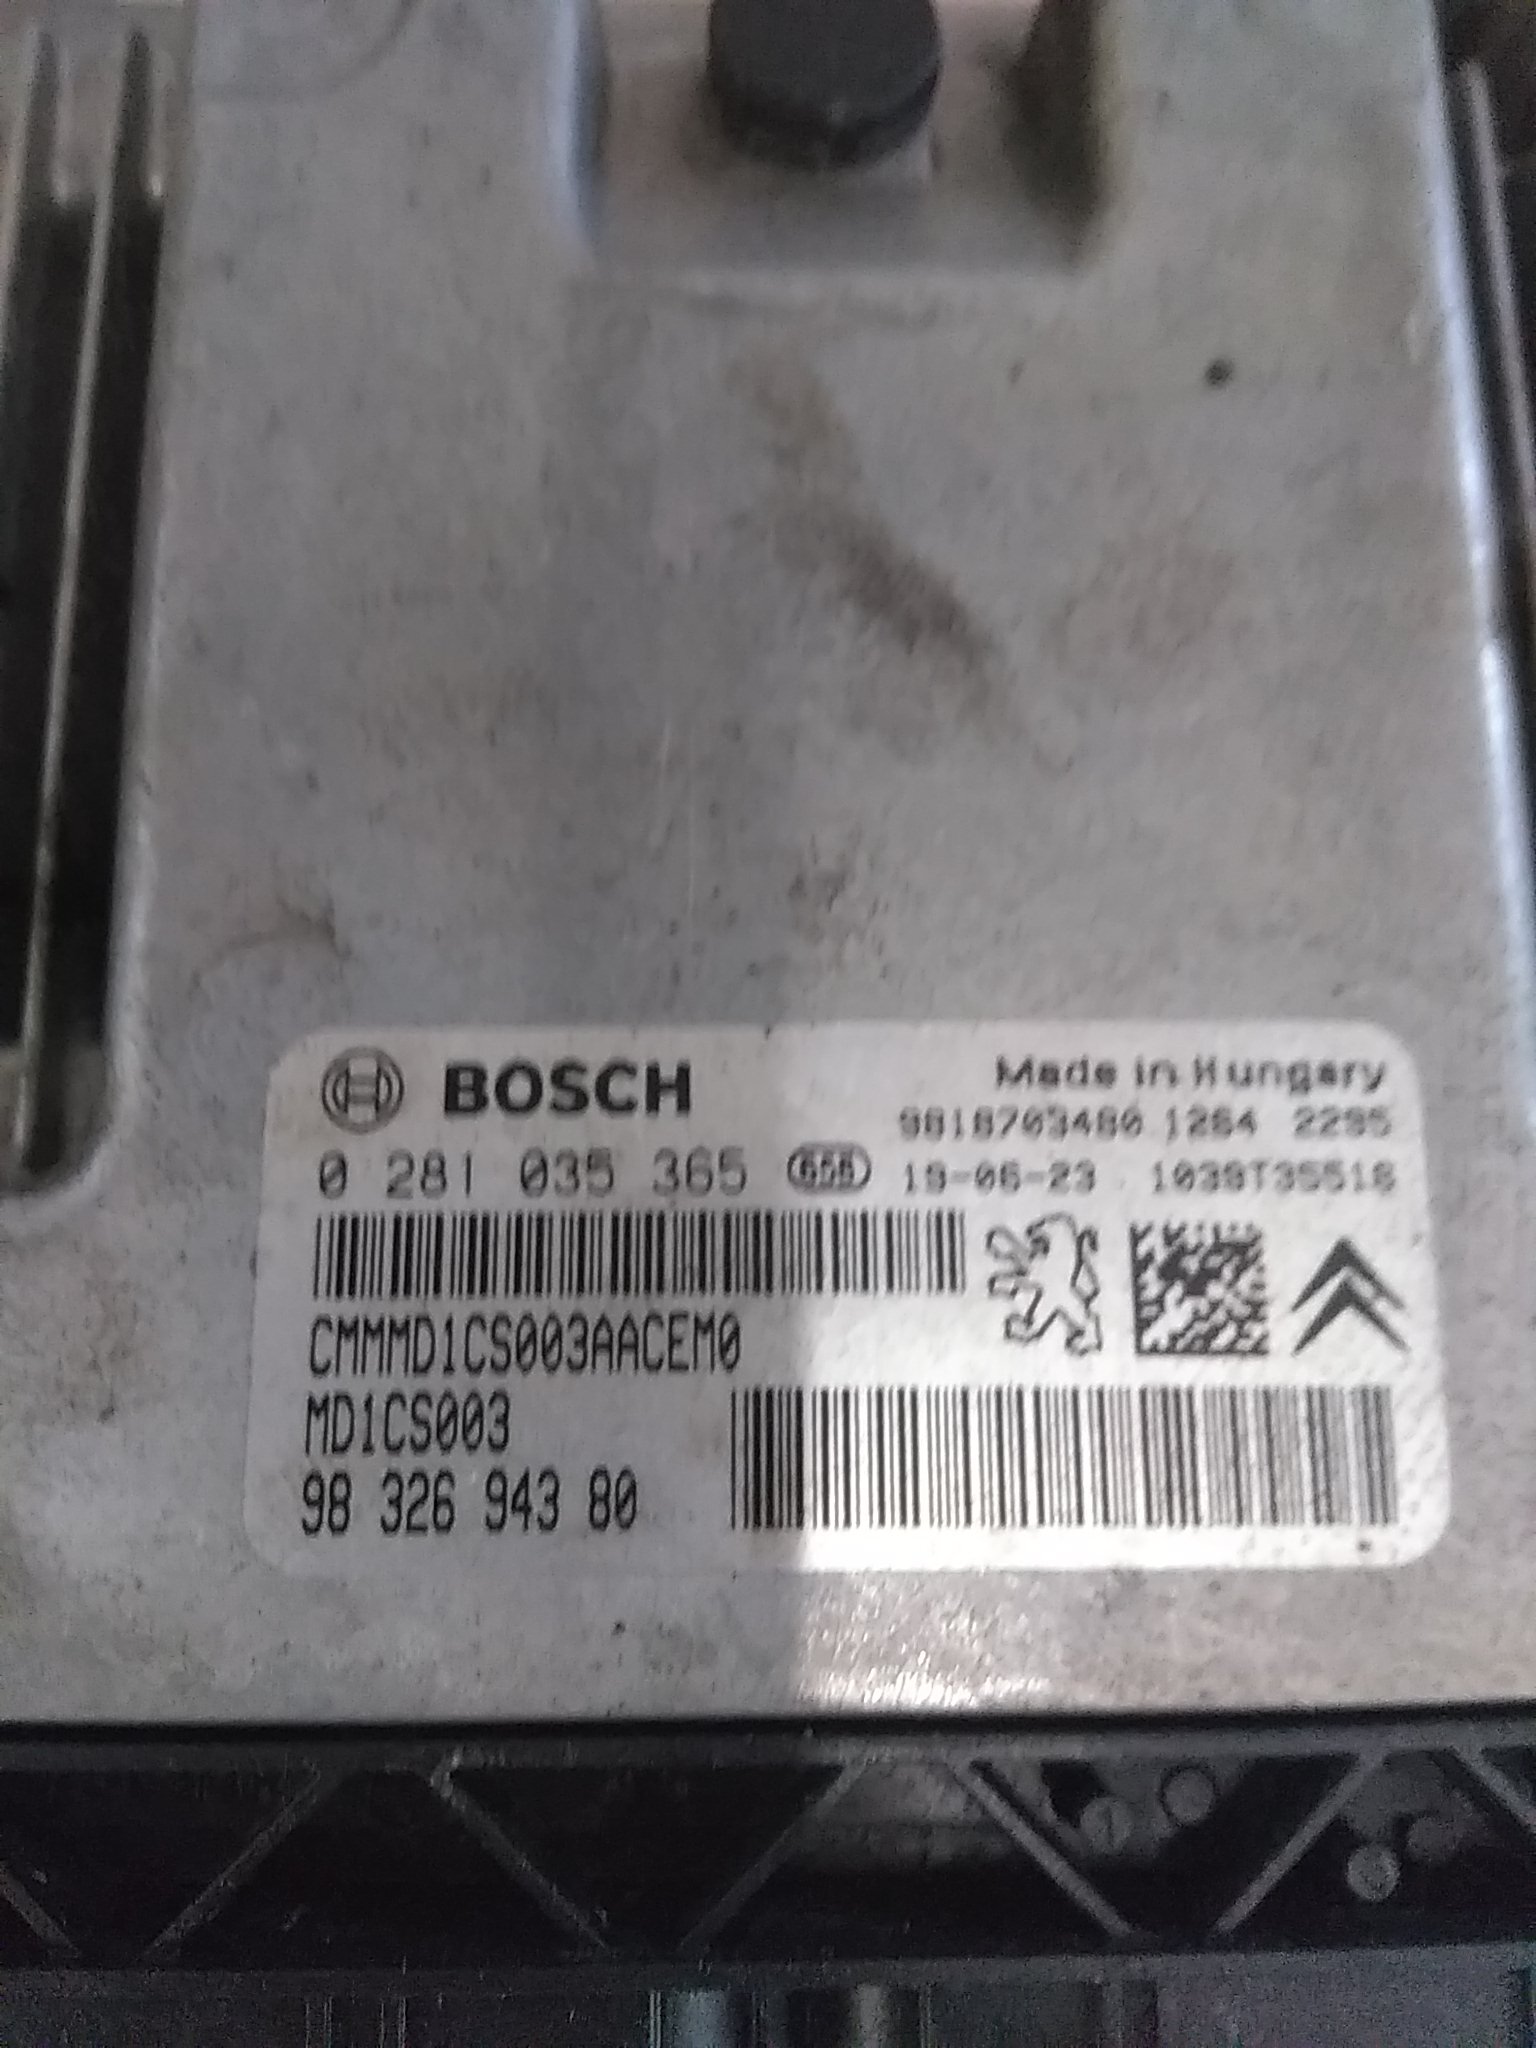 BOSCH
Made in Hungary
9818703480 1264 2295
0 281 035 365 656 19-06-23 1039T35518
CMMMD1CS003AACEM0
MD1CS003
98 326 943 80